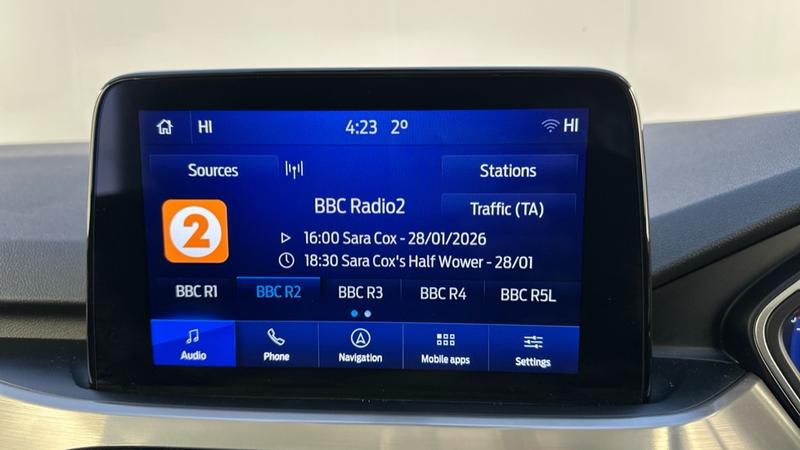 HI 4:23 2º HI
Sources Stations
2
BBC Radio2
Traffic (TA)
16:00 Sara Cox - 28/01/2026
18:30 Sara Cox's Half Wower - 28/01
BBC R1 BBC R2 BBC R3 BBC R4 BBC R5L
Audio Phone Navigation Mobile apps Settings